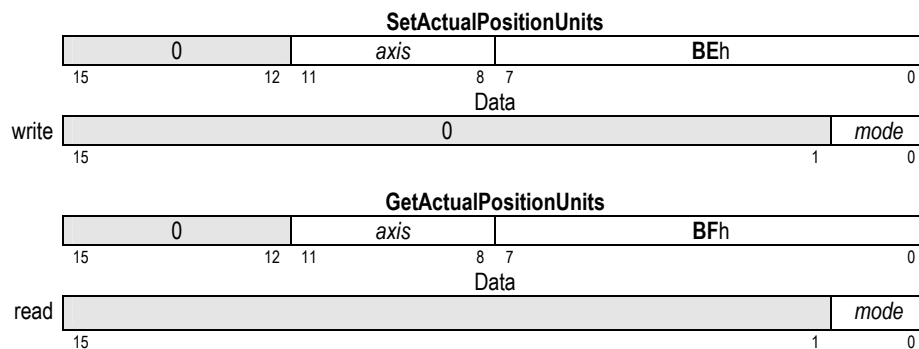 SetActualPositionUnits
0 axis BEh
15 12 11 8 7 0
Data
write 0 mode
15 1 0
GetActualPositionUnits
0 axis BFh
15 12 11 8 7 0
Data
read mode
15 1 0